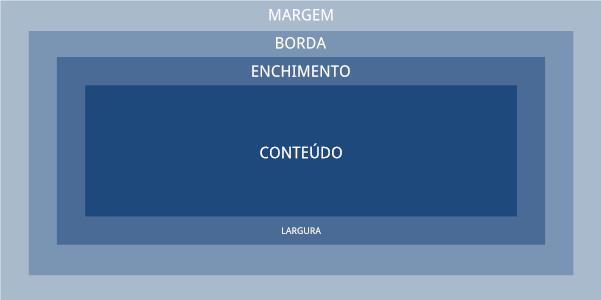 MARGEM
BORDA
ENCHIMENTO
CONTEÚDO
LARGURA